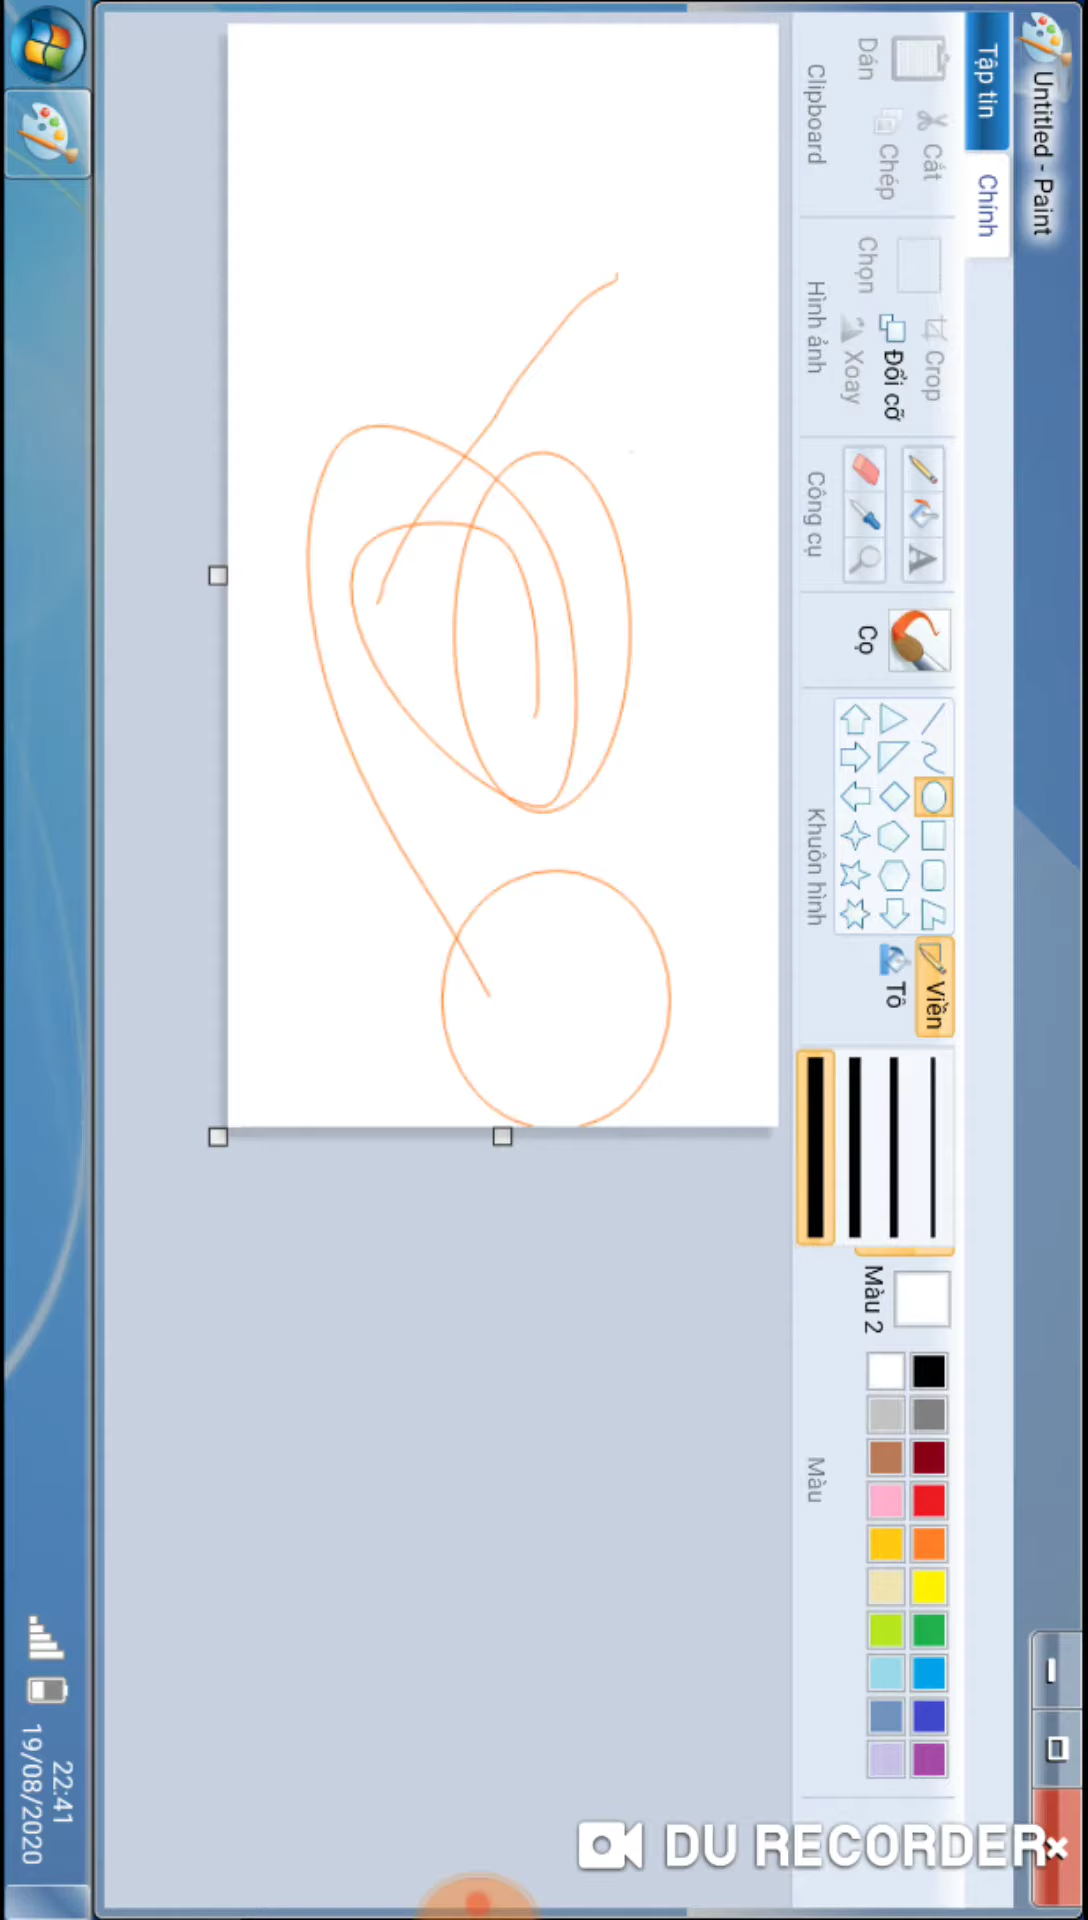 Untitled - Paint
Tập tin
Chính
Dán
Cắt
Chép
Clipboard
Chọn
Crop
Đổi cỡ
Xoay
Hình ảnh
A
Công cụ
Cọ
Khuôn hình
Viền
Tô
Màu 2
Màu
22:41
19/08/2020
DU RECORDER